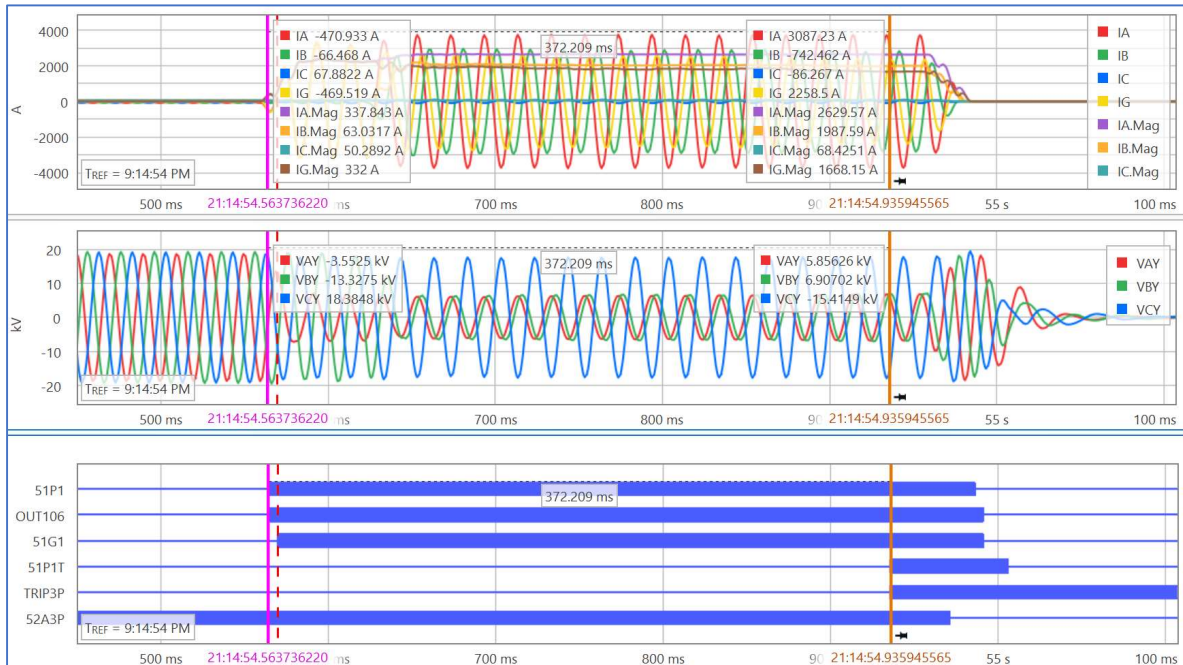 4000
2000
0
-2000
-4000
A
IA -470.933 A
IB -66.468 A
IC 67.8822 A
IG -469.519 A
IA.Mag 337.843 A
IB.Mag 63.0317 A
IC.Mag 50.2892 A
IG.Mag 332 A
372.209 ms
IA 3087.23 A
IB -742.462 A
IC -86.267 A
IG 2258.5 A
IA.Mag 2629.57 A
IB.Mag 1987.59 A
IC.Mag 68.4251 A
IG.Mag 1668.15 A
IA
IB
IC
IG
IA.Mag
IB.Mag
IC.Mag
TREF = 9:14:54 PM
500 ms 21:14:54.563736220 ms 700 ms 800 ms 90 21:14:54.935945565 55 s 100 ms
20
10
0
-10
-20
kV
VAY -3.5525 kV
VBY -13.3275 kV
VCY 18.3848 kV
372.209 ms
VAY 5.85626 kV
VBY 6.90702 kV
VCY -15.4149 kV
VAY
VBY
VCY
TREF = 9:14:54 PM
500 ms 21:14:54.563736220 ms 700 ms 800 ms 90 21:14:54.935945565 55 s 100 ms
51P1
372.209 ms
OUT106
51G1
51P1T
TRIP3P
52A3P
TREF = 9:14:54 PM
500 ms 21:14:54.563736220 ms 700 ms 800 ms 90 21:14:54.935945565 55 s 100 ms